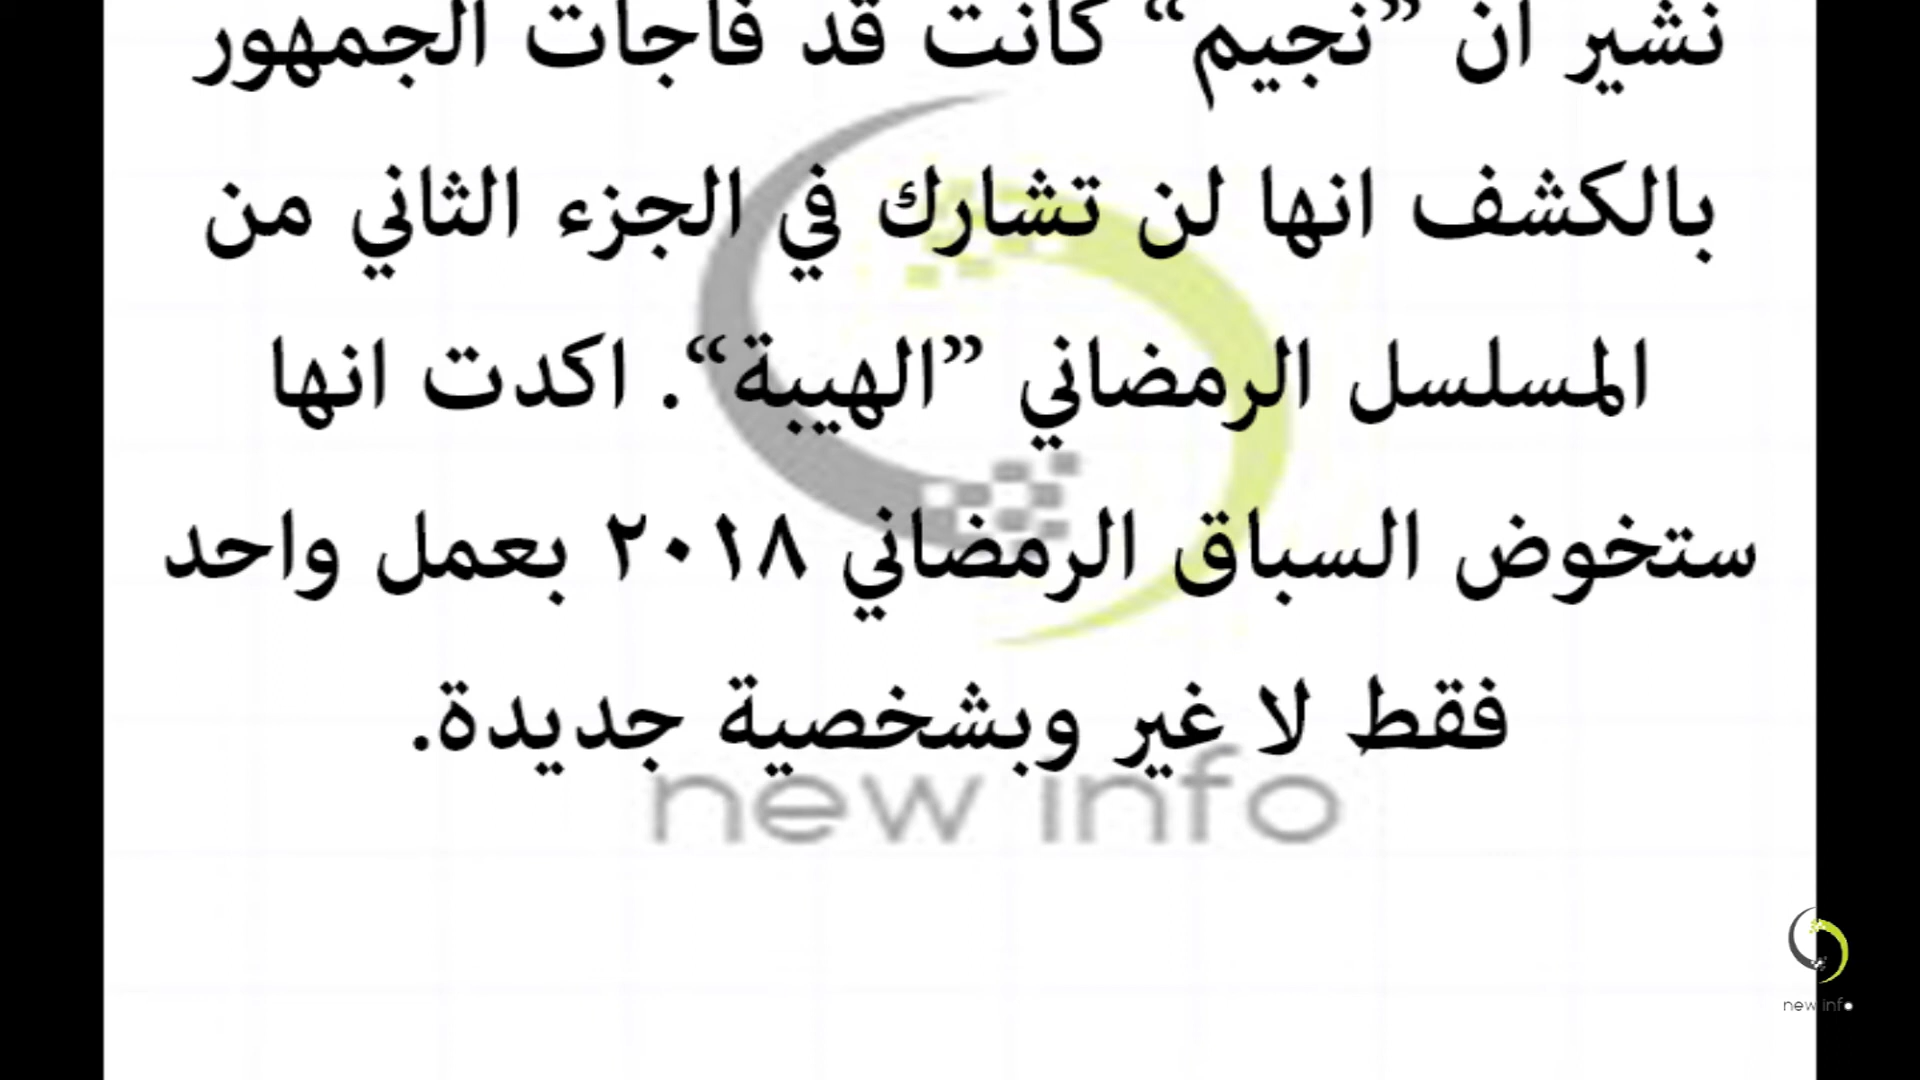 نشير ان ”نجيم“ كانت قد فاجات الجمهور
بالكشف انها لن تشارك في الجزء الثاني من
المسلسل الرمضاني ”الهيبة“. اكدت انها
ستخوض السباق الرمضاني ٢٠١٨ بعمل واحد
فقط لا غير وبشخصية جديدة.
new info
new info